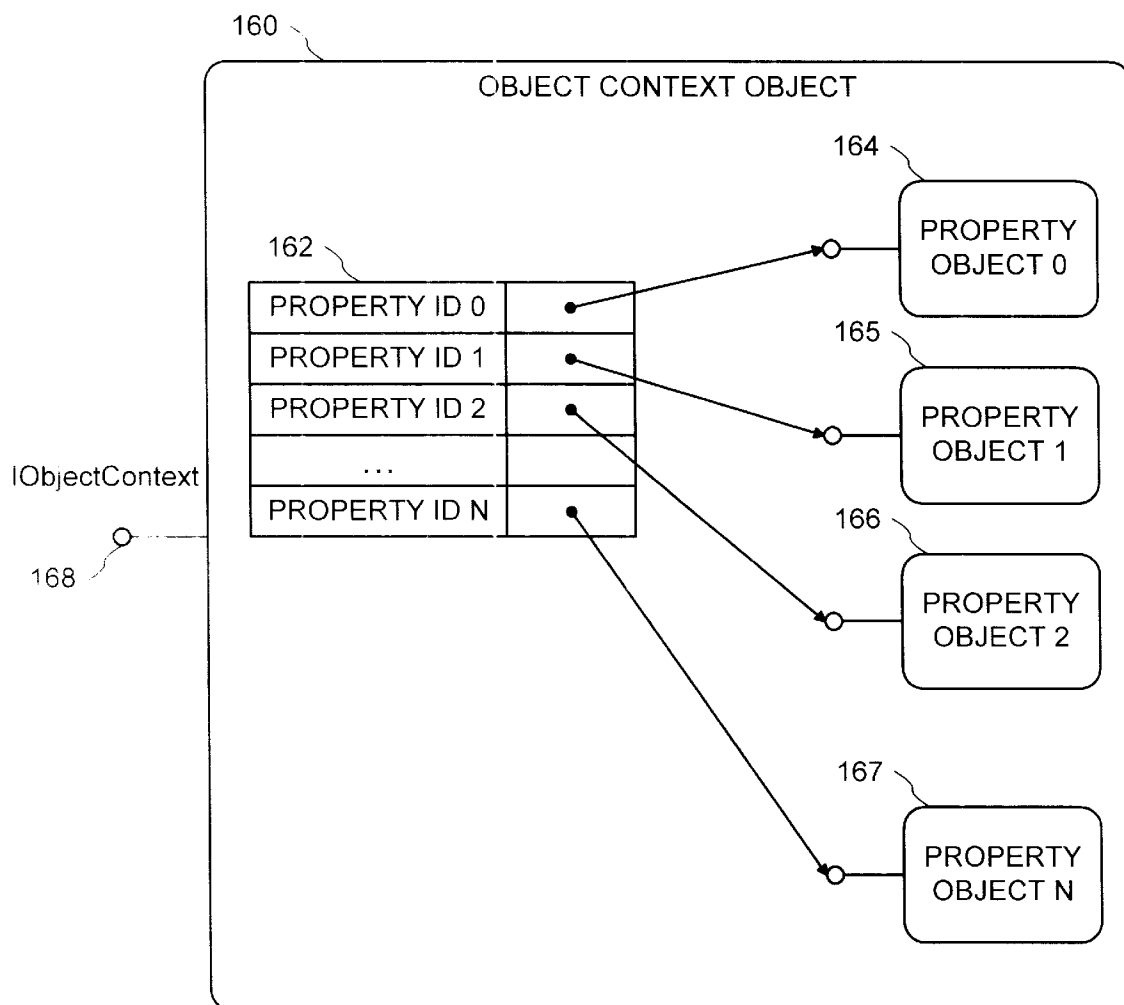 160
OBJECT CONTEXT OBJECT
164
PROPERTY
OBJECT 0
162
PROPERTY ID 0
PROPERTY ID 1
PROPERTY ID 2
...
PROPERTY ID N
165
PROPERTY
OBJECT 1
IObjectContext
168
166
PROPERTY
OBJECT 2
167
PROPERTY
OBJECT N